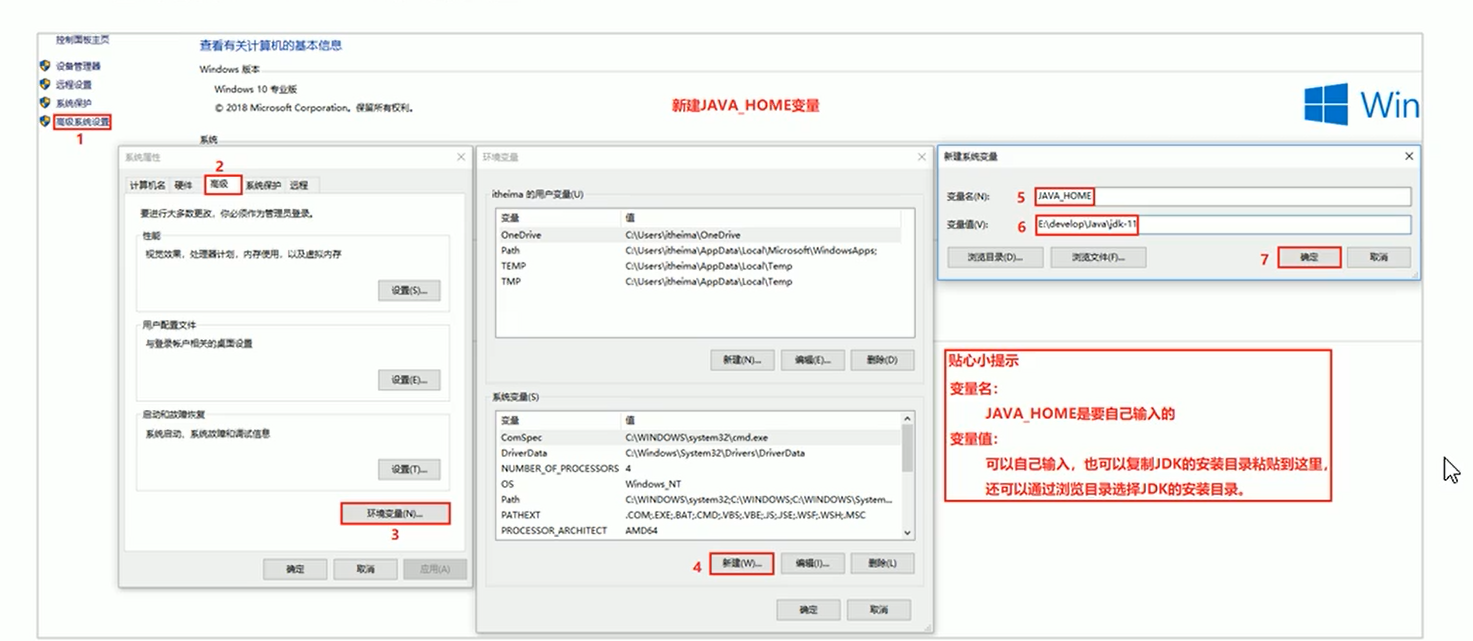 控制面板主页
查看有关计算机的基本信息
设备管理器
远程设置
系统保护
高级系统设置
1
Windows 版本
Windows 10 专业版
© 2018 Microsoft Corporation。保留所有权利。
系统
新建JAVA_HOME变量
Win
系统属性
2
计算机名 硬件 高级 系统保护 远程
要进行大多数更改，你必须作为管理员登录。
性能
视觉效果，处理器计划，内存使用，以及虚拟内存
设置(S)...
用户配置文件
与登录帐户相关的桌面设置
设置(E)...
启动和故障恢复
系统启动、系统故障和调试信息
设置(T)...
环境变量(N)...
3
确定 取消 应用(A)
环境变量
itheima 的用户变量(U)
变量 值
OneDrive C:\Users\itheima\OneDrive
Path C:\Users\itheima\AppData\Local\Microsoft\WindowsApps;
TEMP C:\Users\itheima\AppData\Local\Temp
TMP C:\Users\itheima\AppData\Local\Temp
新建(N)... 编辑(E)... 删除(D)
系统变量(S)
变量 值
ComSpec C:\WINDOWS\system32\cmd.exe
DriverData C:\Windows\System32\Drivers\DriverData
NUMBER_OF_PROCESSORS 4
OS Windows_NT
Path C:\WINDOWS\system32;C:\WINDOWS;C:\WINDOWS\System...
PATHEXT .COM;.EXE;.BAT;.CMD;.VBS;.VBE;.JS;.JSE;.WSF;.WSH;.MSC
PROCESSOR_ARCHITECT AMD64
4 新建(W)... 编辑(I)... 删除(L)
确定 取消
新建系统变量
变量名(N): 5 JAVA_HOME
变量值(V): 6 E:\develop\Java\jdk-11
浏览目录(D)... 浏览文件(F)... 7 确定 取消
贴心小提示
变量名：
JAVA_HOME是要自己输入的
变量值：
可以自己输入，也可以复制JDK的安装目录粘贴到这里，
还可以通过浏览目录选择JDK的安装目录。